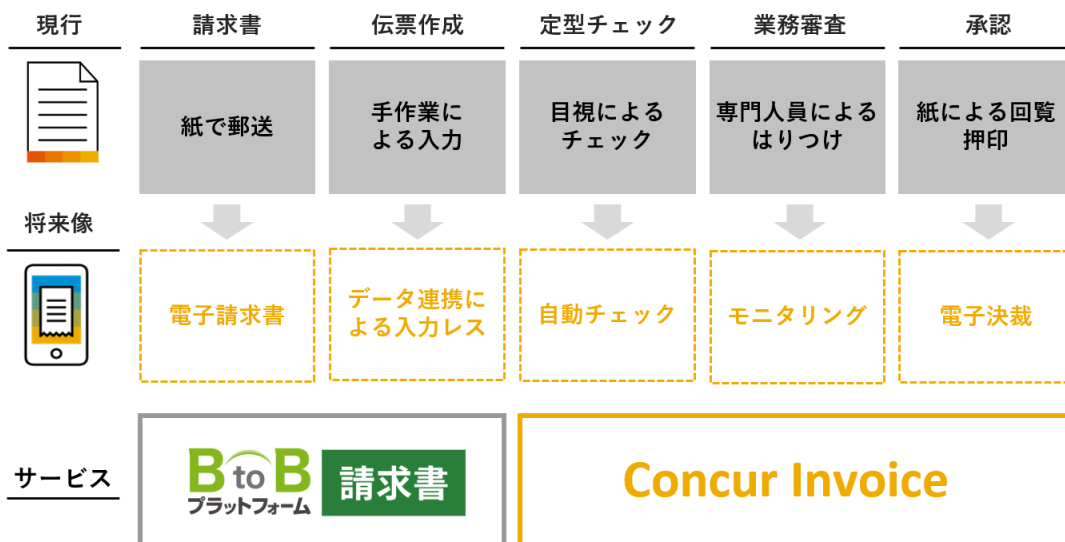 現行
請求書
伝票作成
定型チェック
業務審査
承認
紙で郵送
手作業に
よる入力
目視による
チェック
専門人員による
はりつけ
紙による回覧
押印
将来像
電子請求書
データ連携に
よる入力レス
自動チェック
モニタリング
電子決裁
サービス
BtoB
プラットフォーム
請求書
Concur Invoice